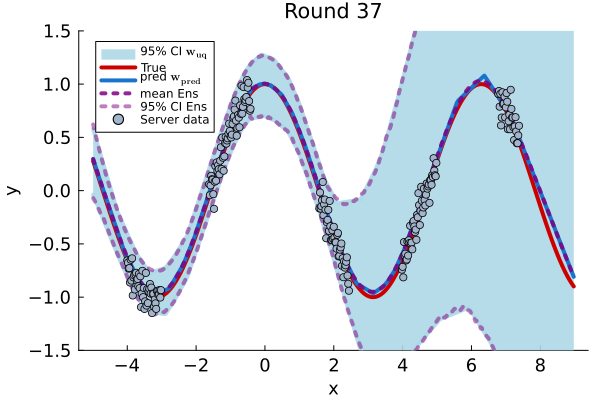 Round 37
95% CI w_uq
True
pred w_pred
mean Ens
95% CI Ens
Server data
1.5
1.0
0.5
0.0
−0.5
−1.0
−1.5
y
−4 −2 0 2 4 6 8
x